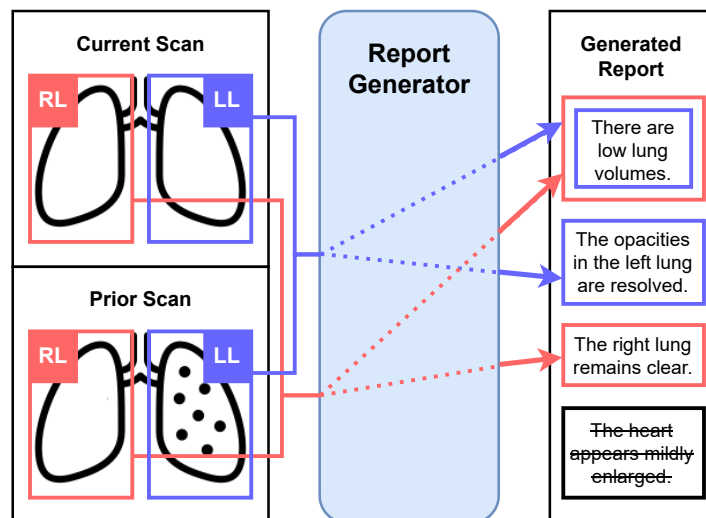 Current Scan
RL
LL
Prior Scan
RL
LL
Report
Generator
Generated
Report
There are
low lung
volumes.
The opacities
in the left lung
are resolved.
The right lung
remains clear.
The heart
appears mildly
enlarged.